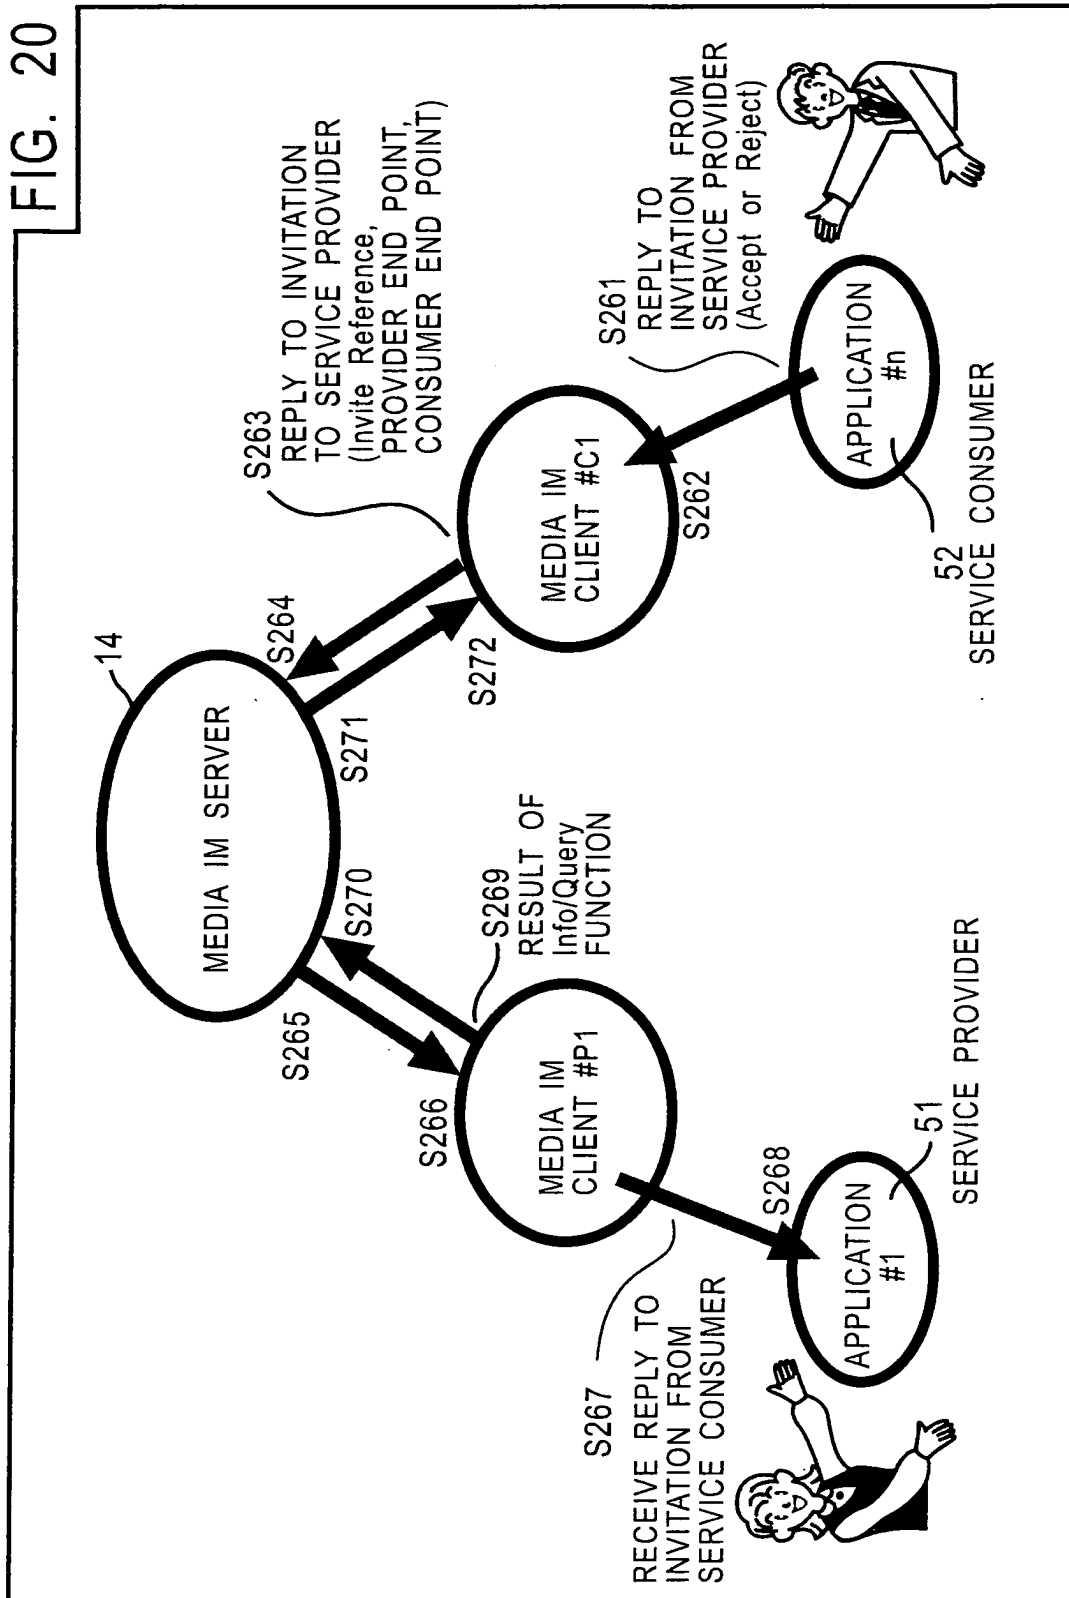 FIG. 20
14
MEDIA IM SERVER
S264
S271
S265
S270
S263
REPLY TO INVITATION
TO SERVICE PROVIDER
(Invite Reference,
PROVIDER END POINT,
CONSUMER END POINT)
S272
MEDIA IM
CLIENT #C1
S262
S261
REPLY TO
INVITATION FROM
SERVICE PROVIDER
(Accept or Reject)
APPLICATION
#n
52
SERVICE CONSUMER
S266
S269
RESULT OF
Info/Query
FUNCTION
MEDIA IM
CLIENT #P1
S267
RECEIVE REPLY TO
INVITATION FROM
SERVICE CONSUMER
S268
APPLICATION
#1
51
SERVICE PROVIDER